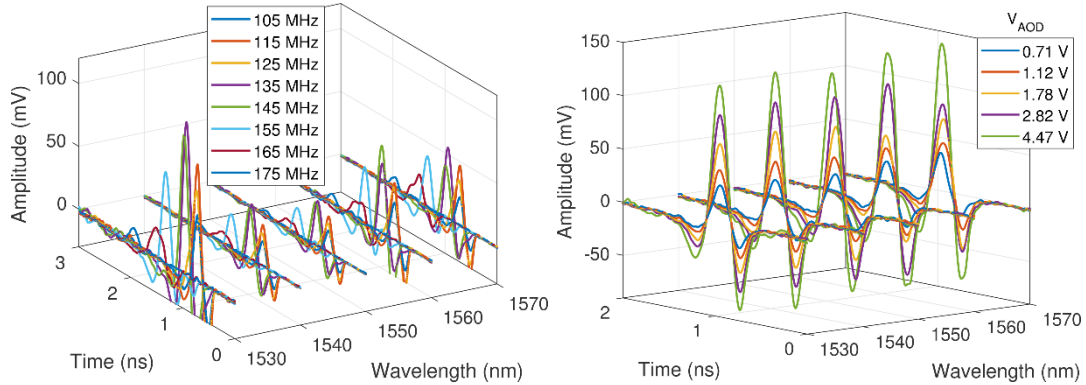 105 MHz
115 MHz
125 MHz
135 MHz
145 MHz
155 MHz
165 MHz
175 MHz
100
50
0
Amplitude (mV)
3
2
1
0
Time (ns)
1530
1540
1550
1560
1570
Wavelength (nm)
V_AOD
0.71 V
1.12 V
1.78 V
2.82 V
4.47 V
150
100
50
0
-50
Amplitude (mV)
2
1
0
Time (ns)
1530
1540
1550
1560
1570
Wavelength (nm)